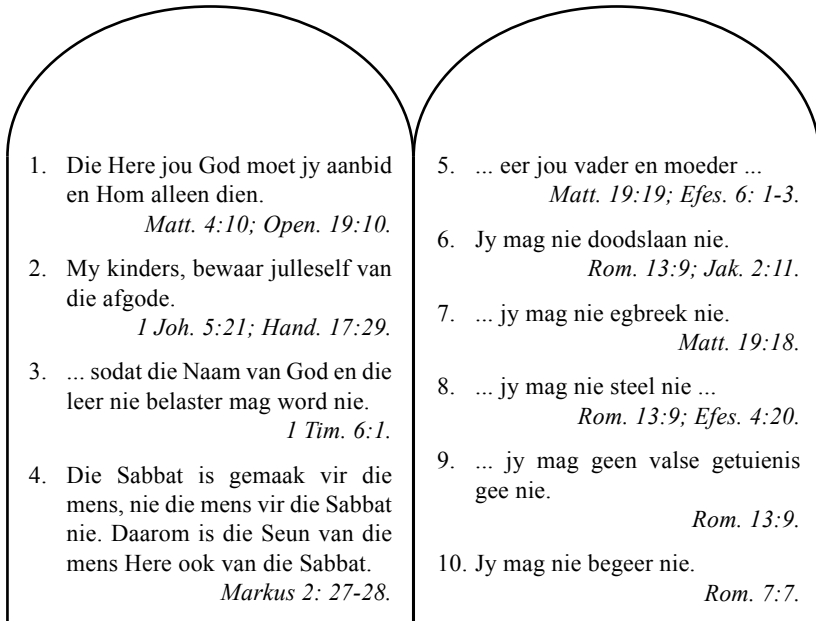 1. Die Here jou God moet jy aanbid
en Hom alleen dien.
Matt. 4:10; Open. 19:10.
2. My kinders, bewaar julleself van
die afgode.
1 Joh. 5:21; Hand. 17:29.
3. ... sodat die Naam van God en die
leer nie belaster mag word nie.
1 Tim. 6:1.
4. Die Sabbat is gemaak vir die
mens, nie die mens vir die Sabbat
nie. Daarom is die Seun van die
mens Here ook van die Sabbat.
Markus 2: 27-28.
5. ... eer jou vader en moeder ...
Matt. 19:19; Efes. 6: 1-3.
6. Jy mag nie doodslaan nie.
Rom. 13:9; Jak. 2:11.
7. ... jy mag nie egbreek nie.
Matt. 19:18.
8. ... jy mag nie steel nie ...
Rom. 13:9; Efes. 4:20.
9. ... jy mag geen valse getuienis
gee nie.
Rom. 13:9.
10. Jy mag nie begeer nie.
Rom. 7:7.